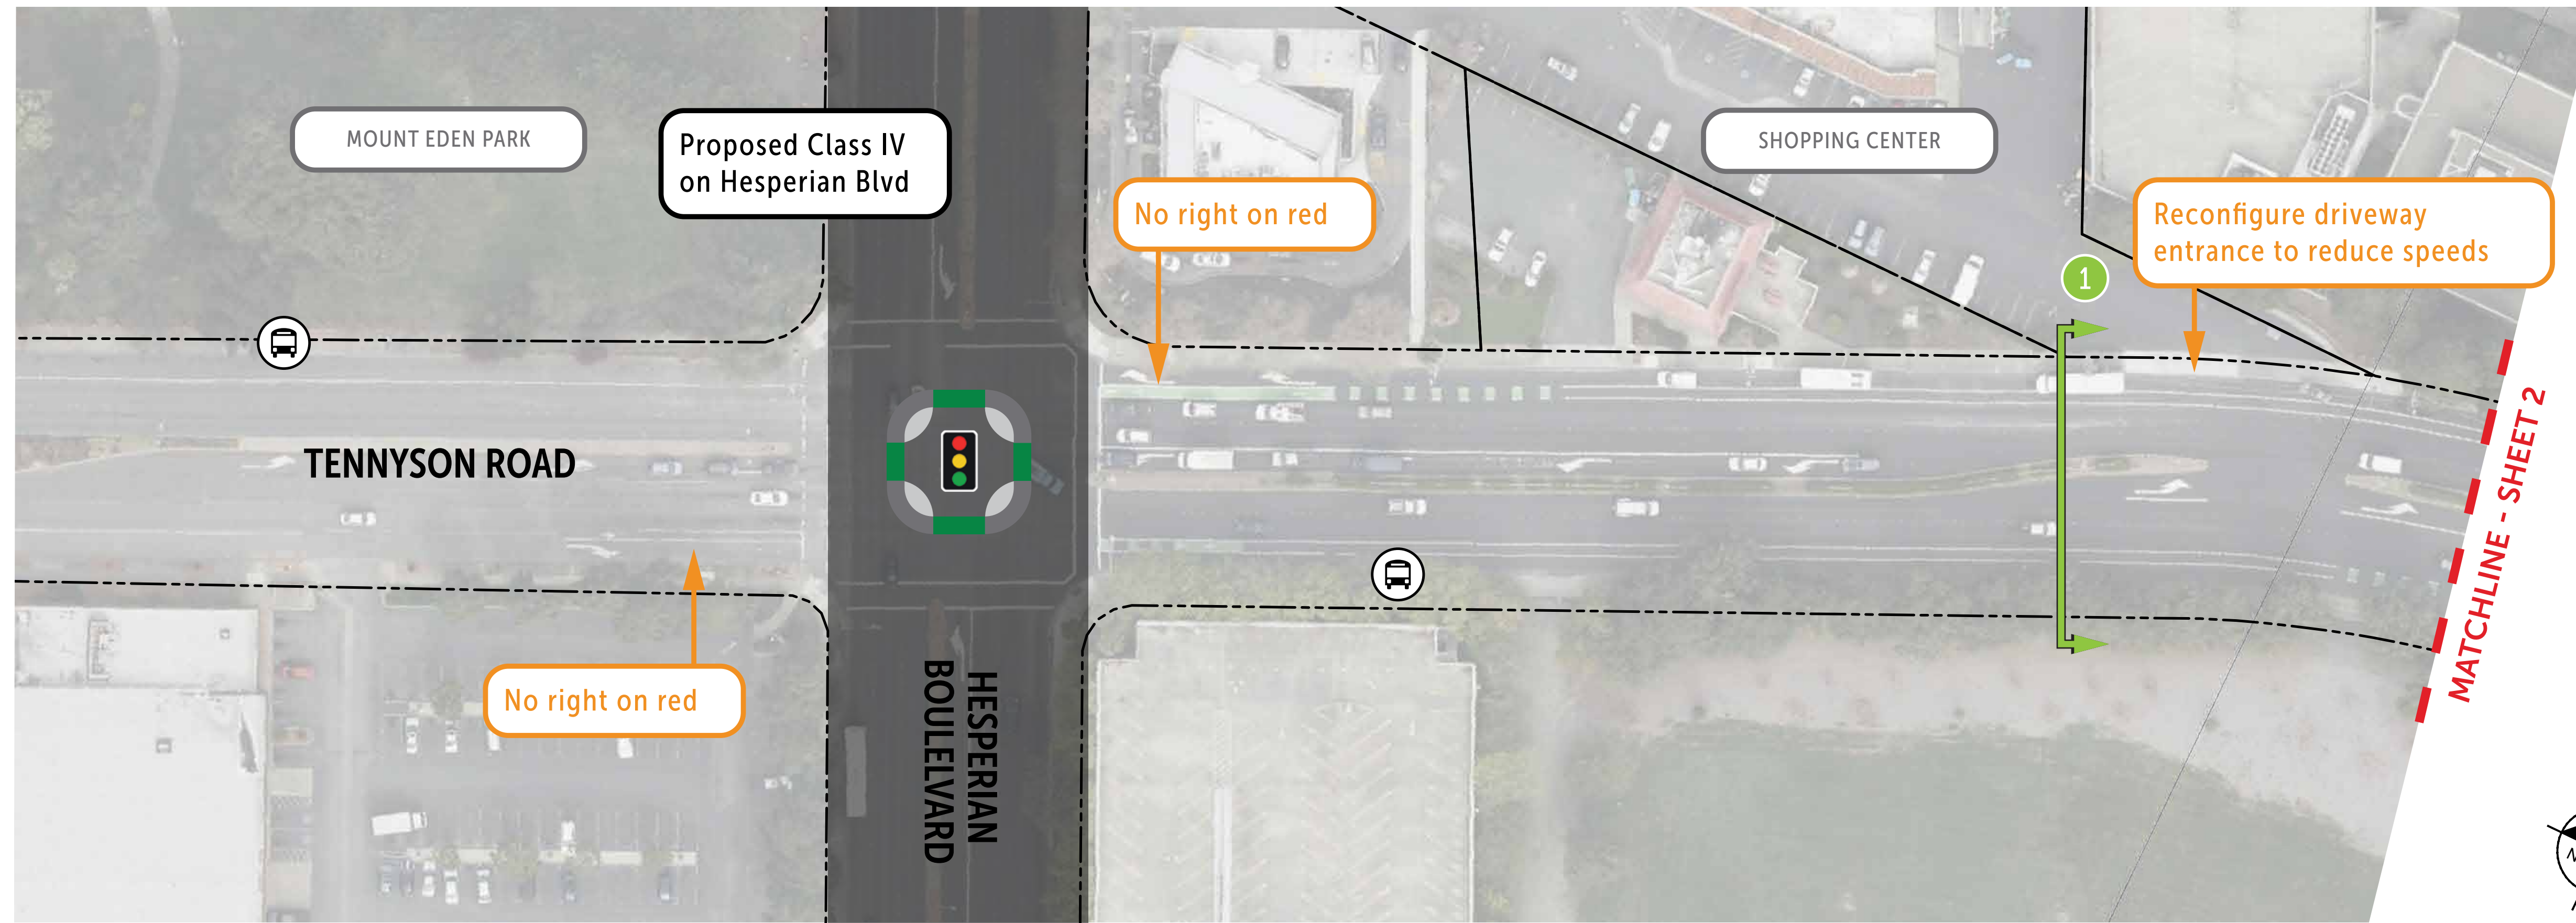 MOUNT EDEN PARK
Proposed Class IV
on Hesperian Blvd
No right on red
SHOPPING CENTER
Reconfigure driveway
entrance to reduce speeds
1
TENNYSON ROAD
No right on red
HESPERIAN
BOULELVARD
MATCHLINE - SHEET 2
N